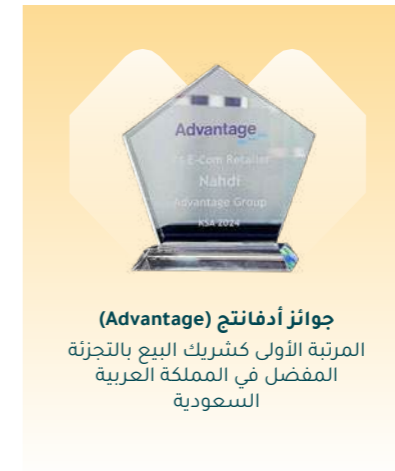 Advantage
E-Com Retailer
Nahdi
Advantage Group
KSA 2024
جوائز أدفانتج (Advantage)
المرتبة الأولى كشريك البيع بالتجزئة
المفضل في المملكة العربية
السعودية